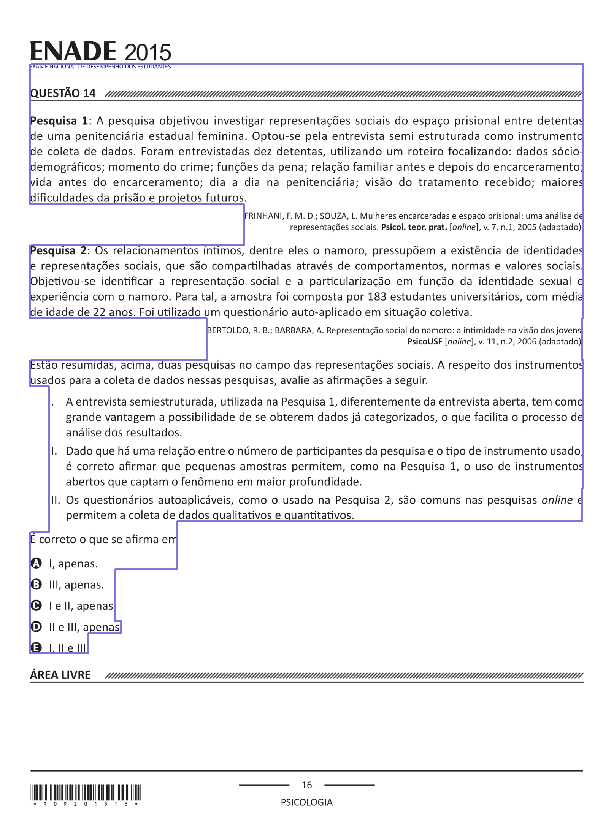 ENADE 2015
EXAME NACIONAL DE DESEMPENHO DOS ESTUDANTES
QUESTÃO 14
Pesquisa 1: A pesquisa objetivou investigar representações sociais do espaço prisional entre detentas
de uma penitenciária estadual feminina. Optou-se pela entrevista semi estruturada como instrumento
de coleta de dados. Foram entrevistadas dez detentas, utilizando um roteiro focalizando: dados sócio-
demográficos; momento do crime; funções da pena; relação familiar antes e depois do encarceramento;
vida antes do encarceramento; dia a dia na penitenciária; visão do tratamento recebido; maiores
dificuldades da prisão e projetos futuros.
FRINHANI, F. M. D.; SOUZA, L. Mulheres encarceradas e espaço prisional: uma análise de
representações sociais. Psicol. teor. prat. [online], v. 7, n.1, 2005 (adaptado).
Pesquisa 2: Os relacionamentos íntimos, dentre eles o namoro, pressupõem a existência de identidades
e representações sociais, que são compartilhadas através de comportamentos, normas e valores sociais.
Objetivou-se identificar a representação social e a particularização em função da identidade sexual e
experiência com o namoro. Para tal, a amostra foi composta por 183 estudantes universitários, com média
de idade de 22 anos. Foi utilizado um questionário auto-aplicado em situação coletiva.
BERTOLDO, R. B.; BARBARA, A. Representação social do namoro: a intimidade na visão dos jovens.
PsicoUSF [online], v. 11, n.2, 2006 (adaptado).
Estão resumidas, acima, duas pesquisas no campo das representações sociais. A respeito dos instrumentos
usados para a coleta de dados nessas pesquisas, avalie as afirmações a seguir.
I. A entrevista semiestruturada, utilizada na Pesquisa 1, diferentemente da entrevista aberta, tem como
grande vantagem a possibilidade de se obterem dados já categorizados, o que facilita o processo de
análise dos resultados.
II. Dado que há uma relação entre o número de participantes da pesquisa e o tipo de instrumento usado,
é correto afirmar que pequenas amostras permitem, como na Pesquisa 1, o uso de instrumentos
abertos que captam o fenômeno em maior profundidade.
III. Os questionários autoaplicáveis, como o usado na Pesquisa 2, são comuns nas pesquisas online e
permitem a coleta de dados qualitativos e quantitativos.
É correto o que se afirma em
A I, apenas.
B III, apenas.
C I e II, apenas.
D II e III, apenas.
E I, II e III.
ÁREA LIVRE
16
PSICOLOGIA